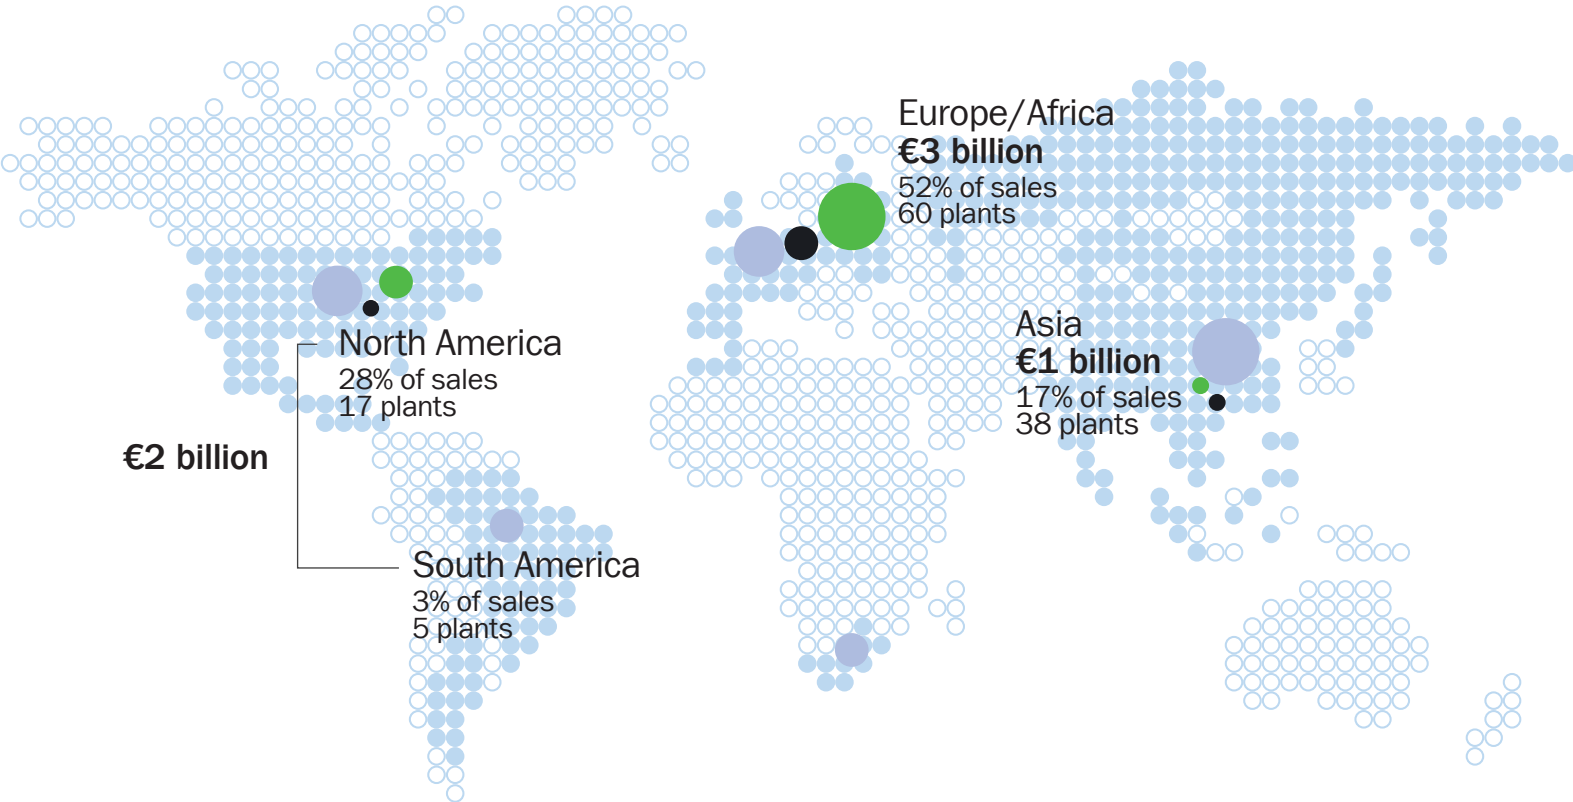 Europe/Africa
€3 billion
52% of sales
60 plants
North America
28% of sales
17 plants
€2 billion
South America
3% of sales
5 plants
Asia
€1 billion
17% of sales
38 plants